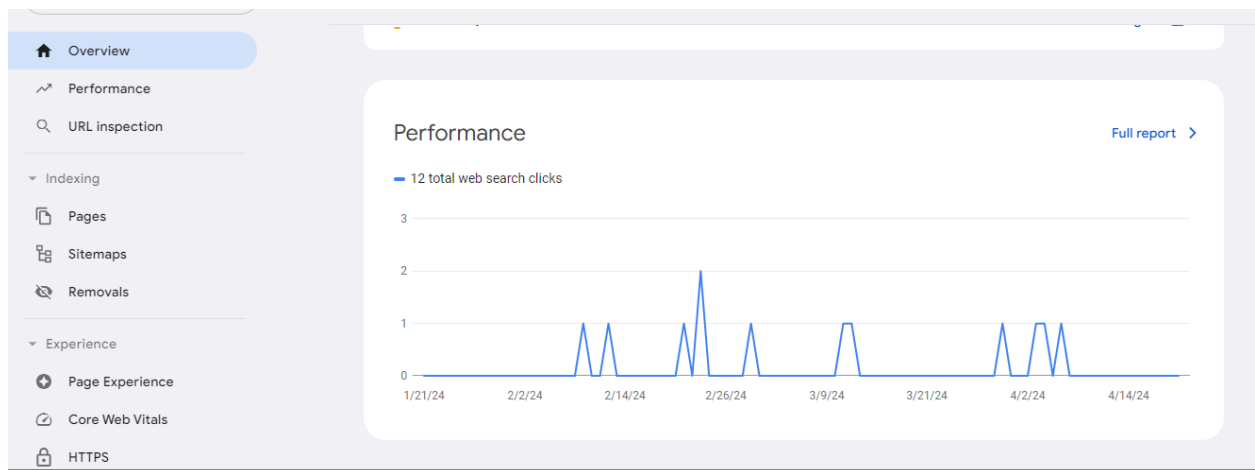 Overview
Performance
URL inspection
Indexing
Pages
Sitemaps
Removals
Experience
Page Experience
Core Web Vitals
HTTPS
Performance
Full report
12 total web search clicks
3
2
1
0
1/21/24 2/2/24 2/14/24 2/26/24 3/9/24 3/21/24 4/2/24 4/14/24